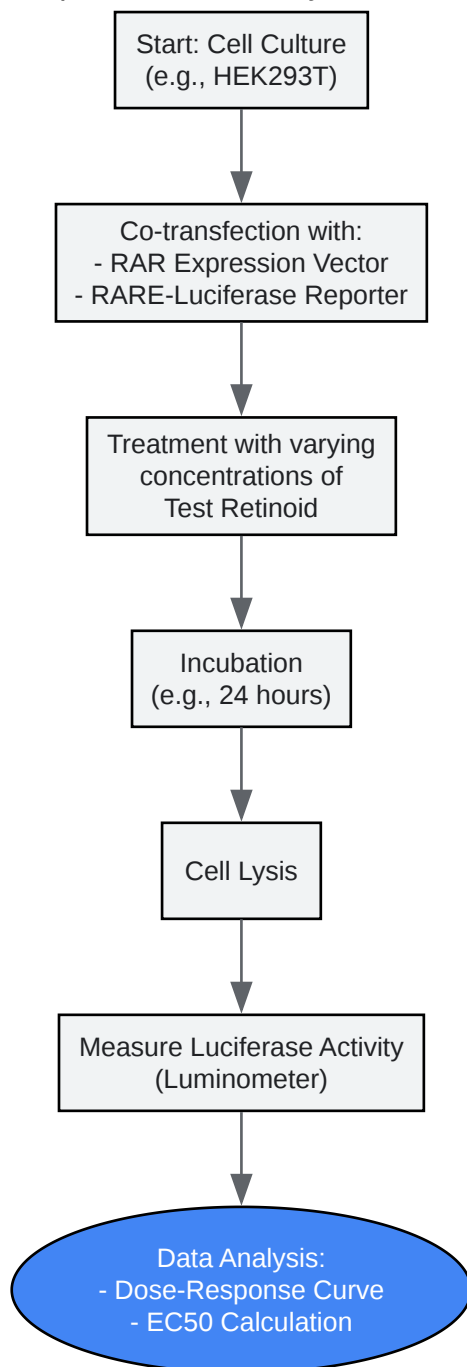 Start: Cell Culture
(e.g., HEK293T)
Co-transfection with:
- RAR Expression Vector
- RARE-Luciferase Reporter
Treatment with varying
concentrations of
Test Retinoid
Incubation
(e.g., 24 hours)
Cell Lysis
Measure Luciferase Activity
(Luminometer)
Data Analysis:
- Dose-Response Curve
- EC50 Calculation